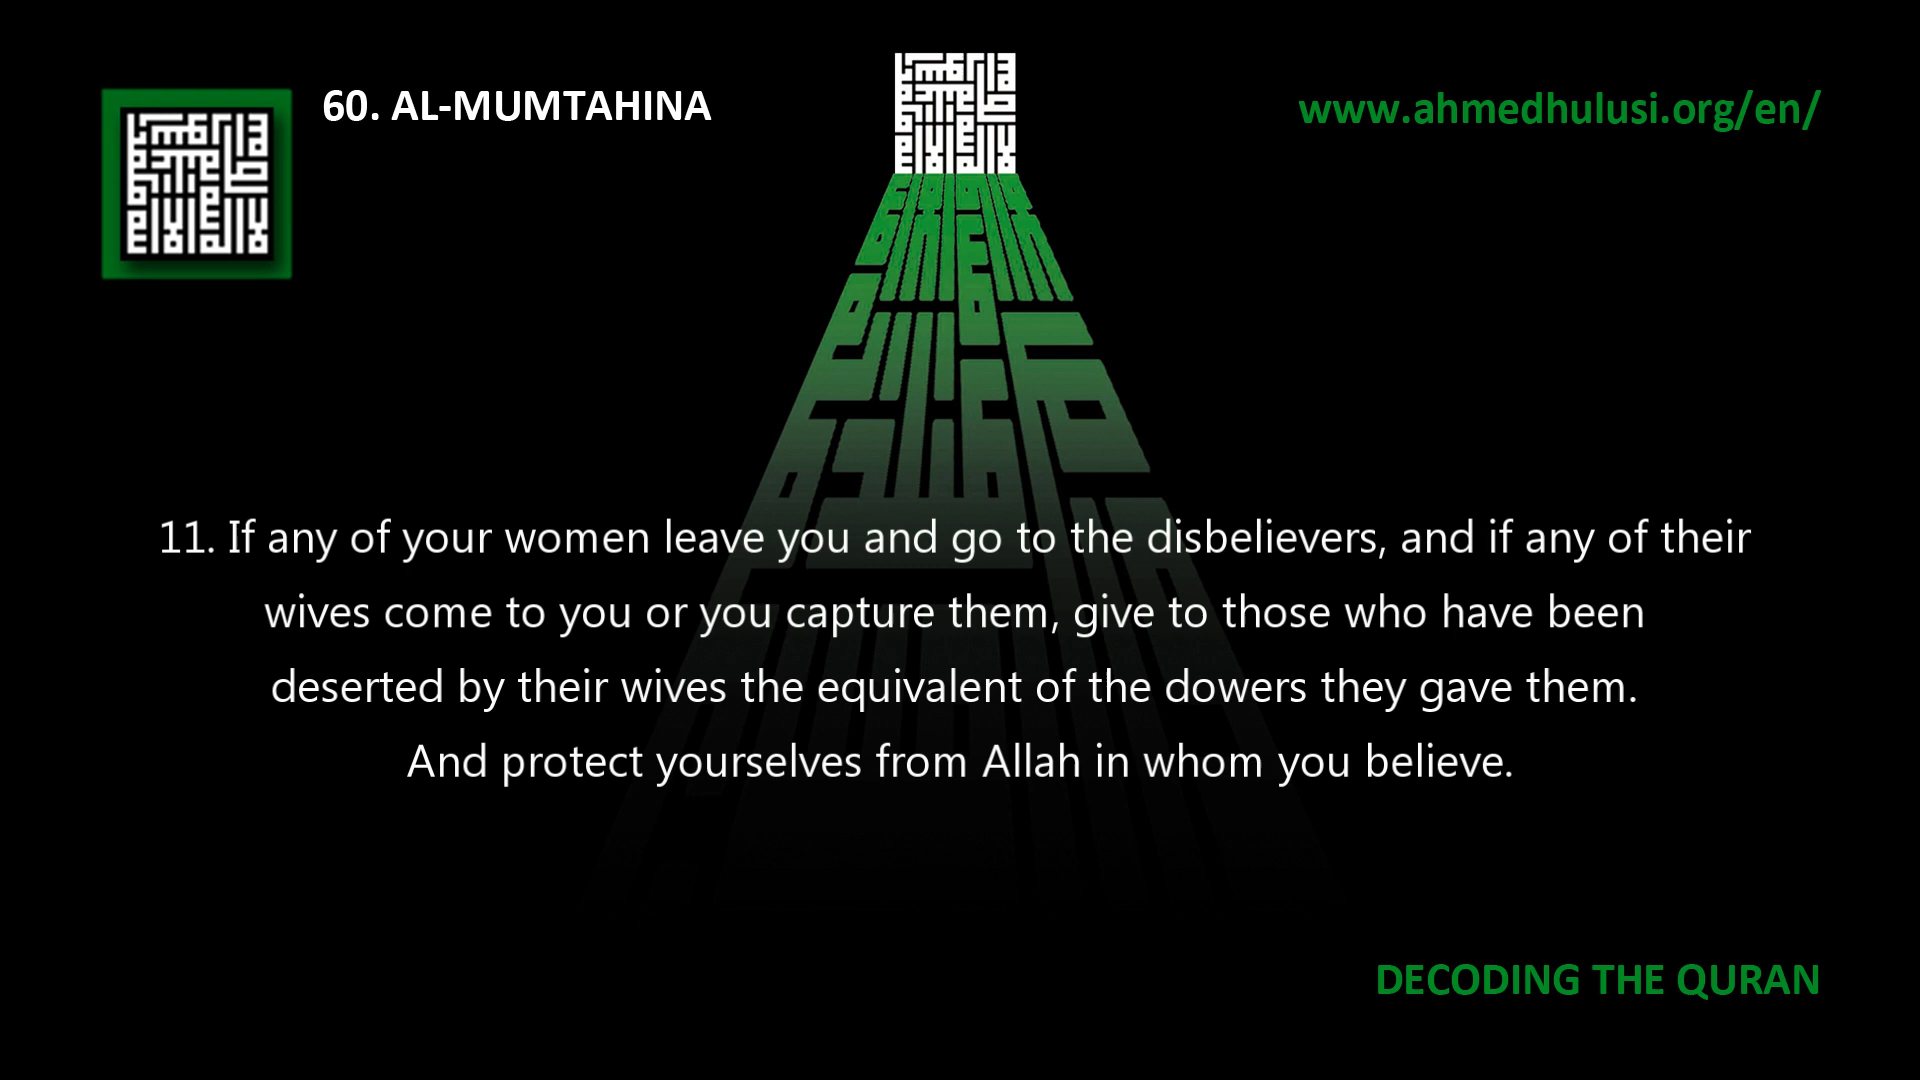 60. AL-MUMTAHINA
www.ahmedhulusi.org/en/
11. If any of your women leave you and go to the disbelievers, and if any of their
wives come to you or you capture them, give to those who have been
deserted by their wives the equivalent of the dowers they gave them.
And protect yourselves from Allah in whom you believe.
DECODING THE QURAN